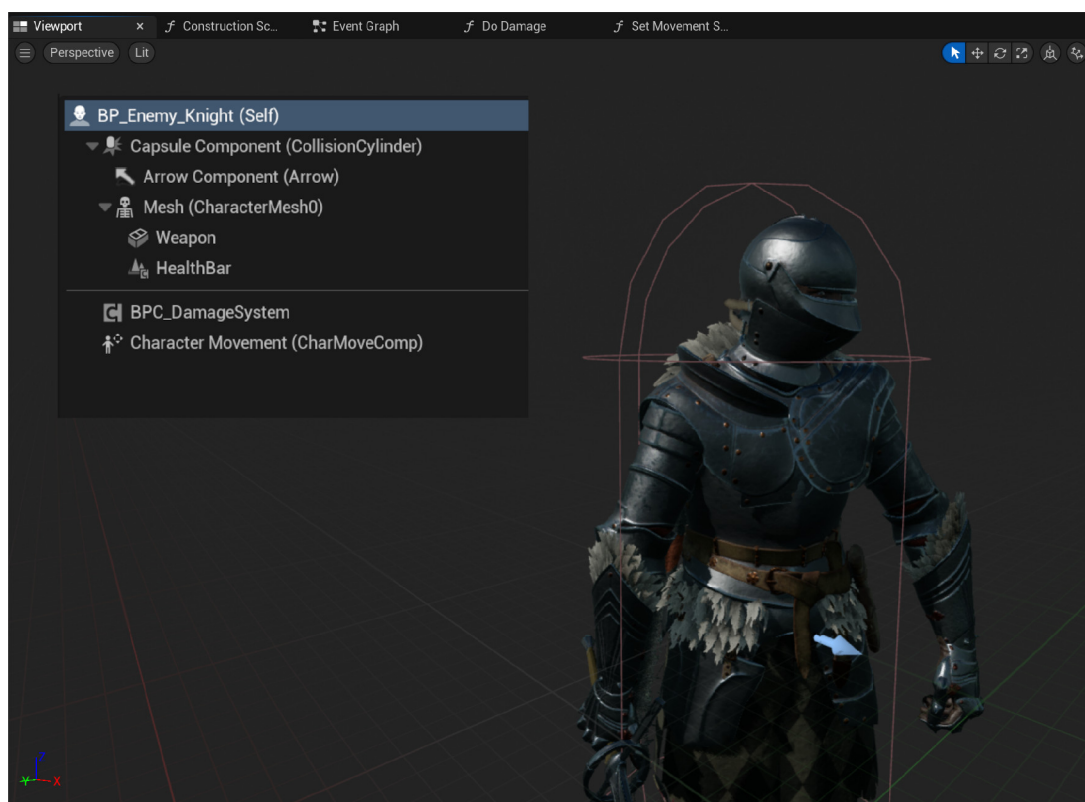 Viewport × f Construction Sc... Event Graph f Do Damage f Set Movement S...
Perspective Lit
BP_Enemy_Knight (Self)
Capsule Component (CollisionCylinder)
Arrow Component (Arrow)
Mesh (CharacterMesh0)
Weapon
HealthBar
BPC_DamageSystem
Character Movement (CharMoveComp)
Z
Y X